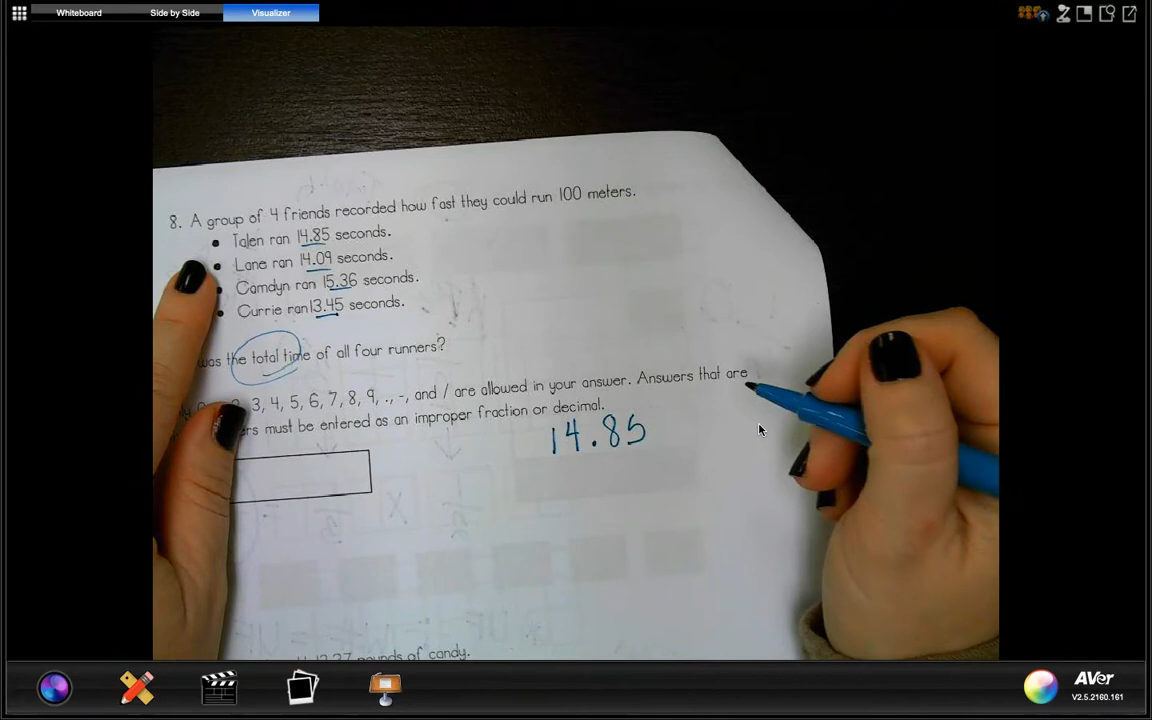 Whiteboard Side by Side Visualizer
8. A group of 4 friends recorded how fast they could run 100 meters.
• Talen ran 14.85 seconds.
• Lane ran 14.09 seconds.
• Camdyn ran 15.36 seconds.
• Currie ran 13.45 seconds.
was the total time of all four runners?
3, 4, 5, 6, 7, 8, 9, ., -, and / are allowed in your answer. Answers that are
ers must be entered as an improper fraction or decimal.
14.85
pounds of candy.
AVer
V2.5.2160.161